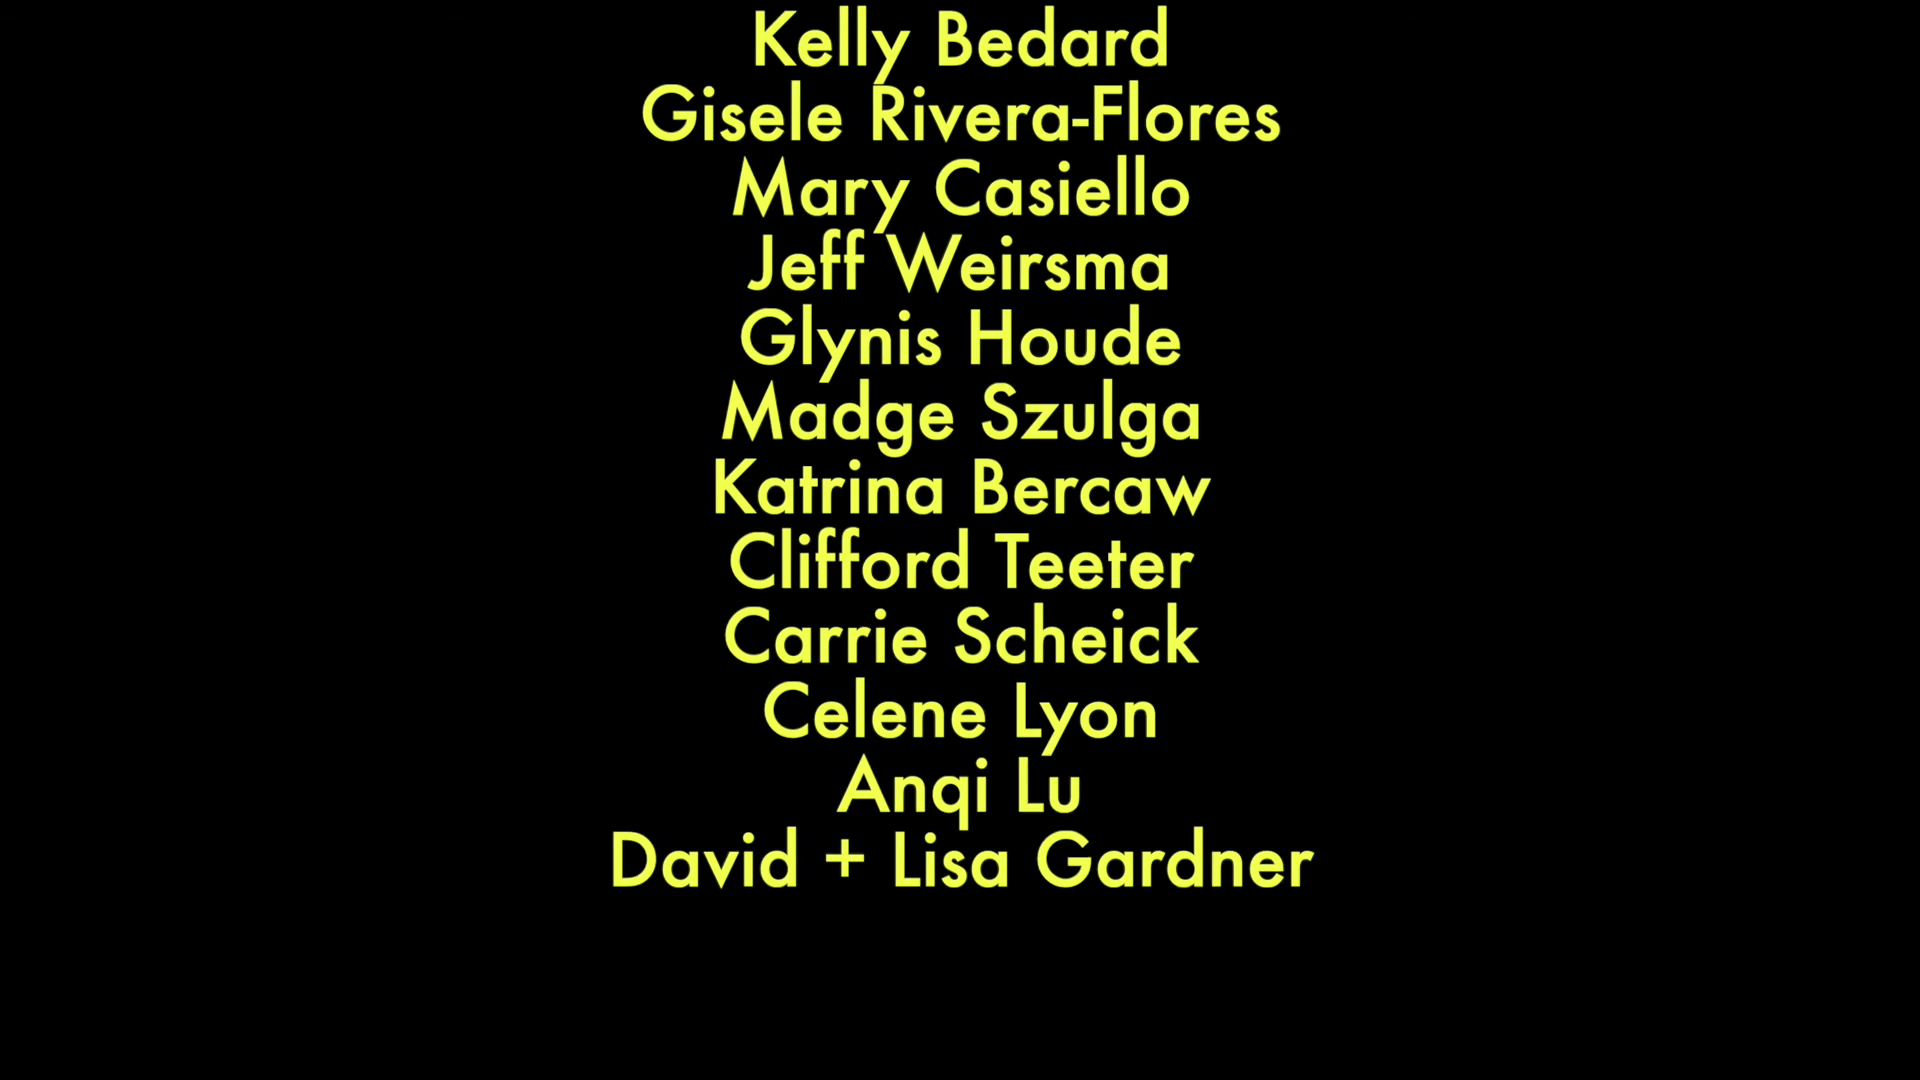 Kelly Bedard
Gisele Rivera-Flores
Mary Casiello
Jeff Weirsma
Glynis Houde
Madge Szulga
Katrina Bercaw
Clifford Teeter
Carrie Scheick
Celene Lyon
Anqi Lu
David + Lisa Gardner